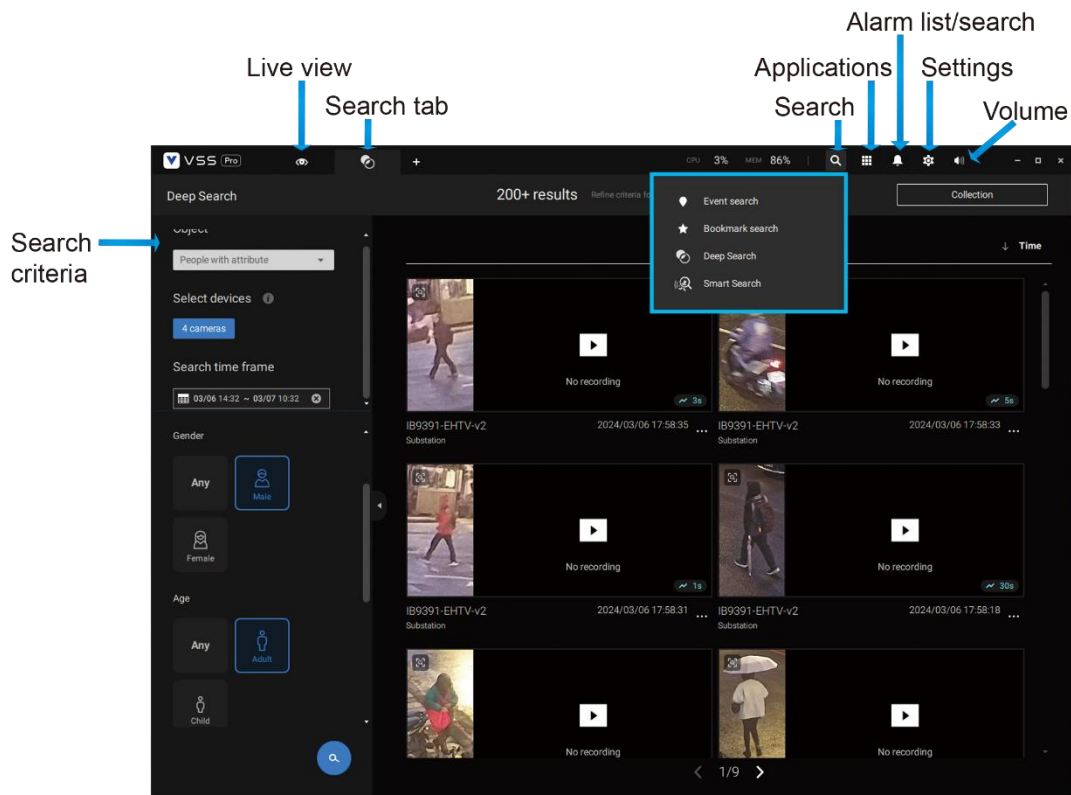 Alarm list/search
Live view
Applications
Settings
Search tab
Search
Volume
VSS Pro
CPU 3% MEM 86%
Deep Search
200+ results
Refine criteria fo
Collection
Search
criteria
Object
People with attribute
Select devices
4 cameras
Search time frame
03/06 14:32 ~ 03/07 10:32
Gender
Any
Male
Female
Age
Any
Adult
Child
Event search
Bookmark search
Deep Search
Smart Search
↓ Time
No recording
3s
IB9391-EHTV-v2 2024/03/06 17:58:35 ...
Substation
No recording
5s
IB9391-EHTV-v2 2024/03/06 17:58:33 ...
Substation
No recording
1s
IB9391-EHTV-v2 2024/03/06 17:58:31 ...
Substation
No recording
30s
IB9391-EHTV-v2 2024/03/06 17:58:18 ...
Substation
No recording
No recording
1/9